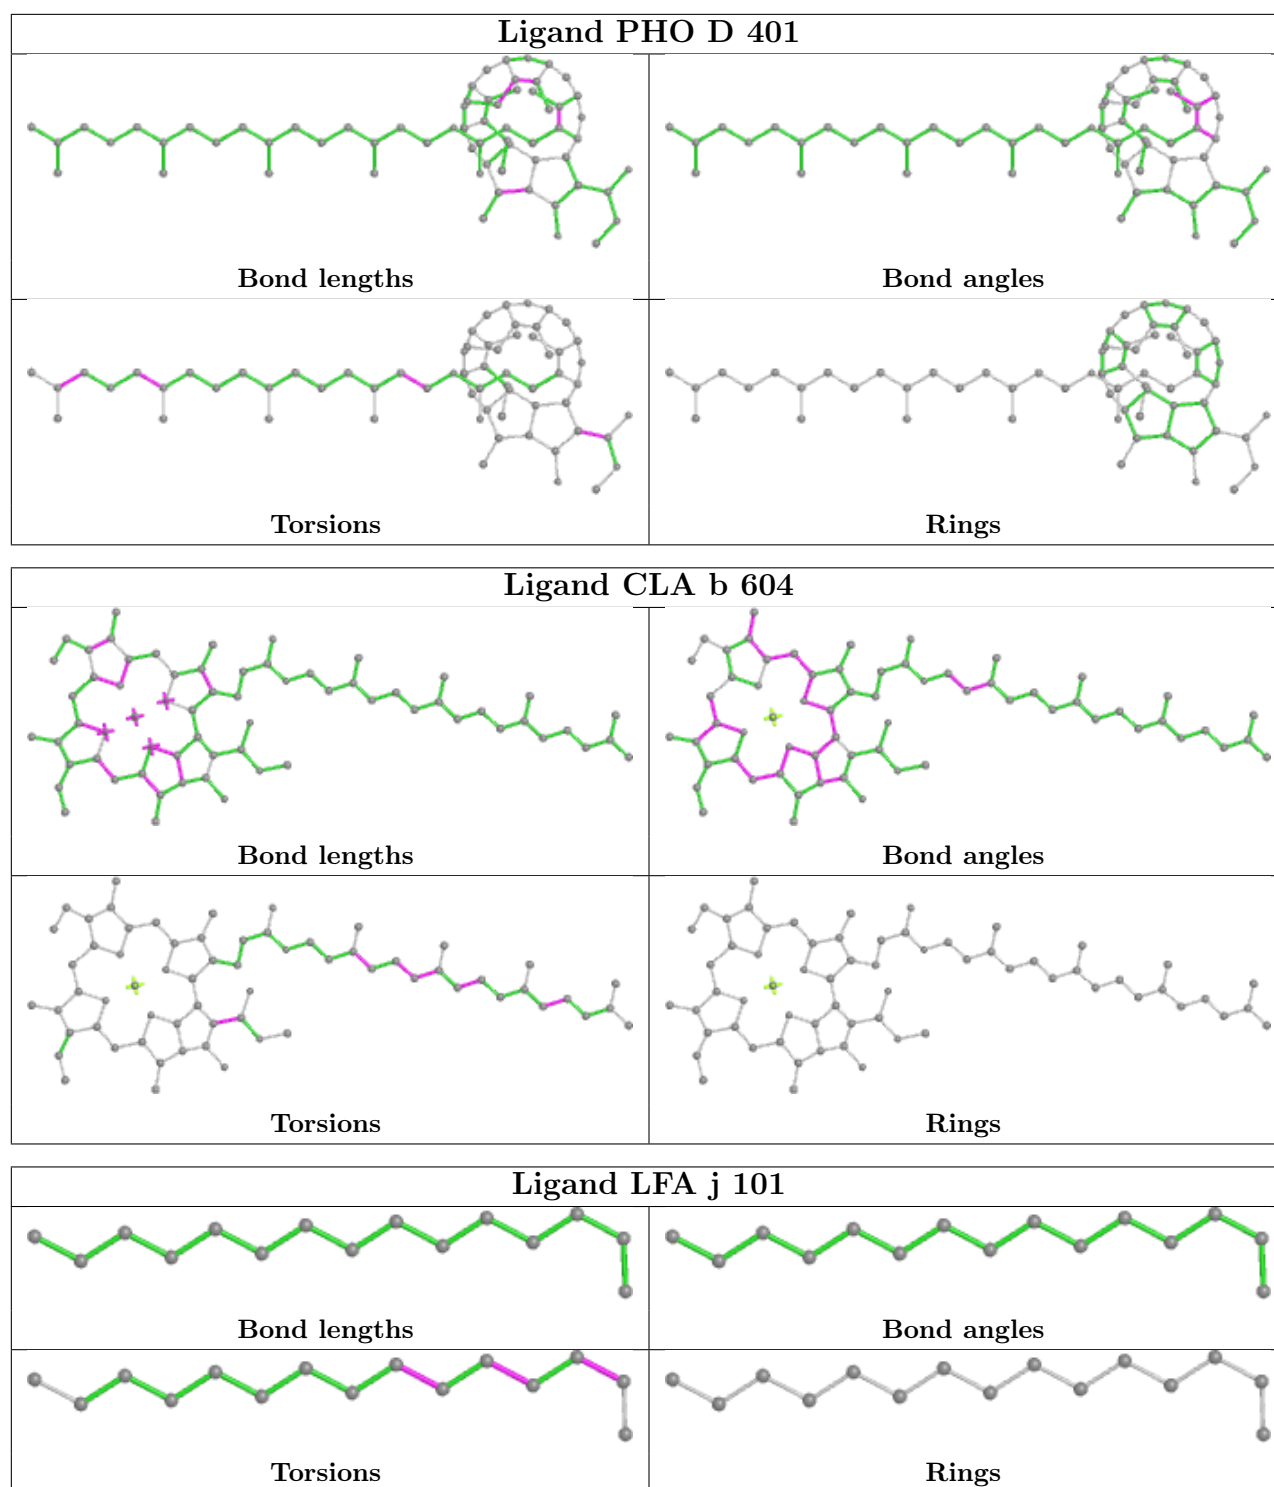 Ligand PHO D 401
Bond lengths
Bond angles
Torsions
Rings
Ligand CLA b 604
Bond lengths
Bond angles
Torsions
Rings
Ligand LFA j 101
Bond lengths
Bond angles
Torsions
Rings